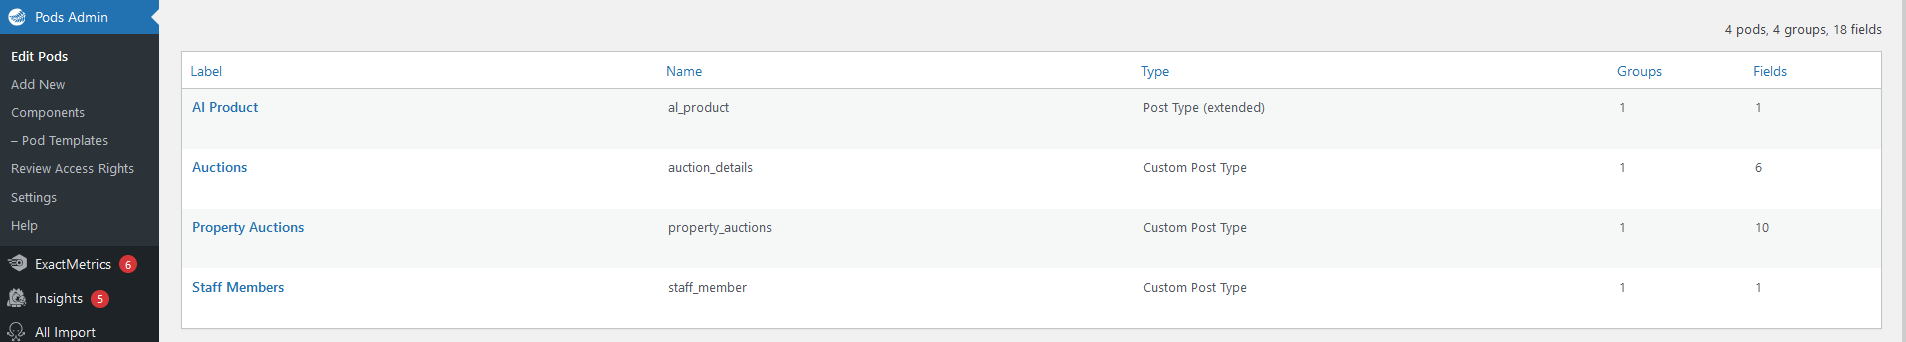 Pods Admin
Edit Pods
Add New
Components
– Pod Templates
Review Access Rights
Settings
Help
ExactMetrics 6
Insights 5
All Import
4 pods, 4 groups, 18 fields
Label Name Type Groups Fields
AI Product al_product Post Type (extended) 1 1
Auctions auction_details Custom Post Type 1 6
Property Auctions property_auctions Custom Post Type 1 10
Staff Members staff_member Custom Post Type 1 1